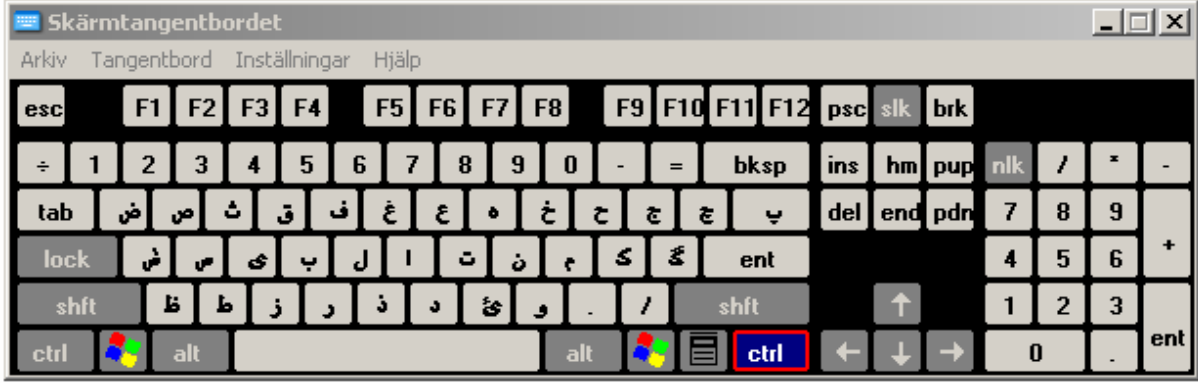 Skärmtangentbordet
Arkiv Tangentbord Inställningar Hjälp
esc F1 F2 F3 F4 F5 F6 F7 F8 F9 F10 F11 F12 psc slk brk
÷ 1 2 3 4 5 6 7 8 9 0 - = bksp ins hm pup nlk / * -
tab ض ص ث ق ف غ ع ه خ ح ج چ پ del end pdn 7 8 9 +
lock ش س ی ب ل ا ت ن م ک گ ent 4 5 6
shft ظ ط ز ر ذ د ئ و . / shft ↑ 1 2 3 ent
ctrl alt alt ctrl ← ↓ → 0 .